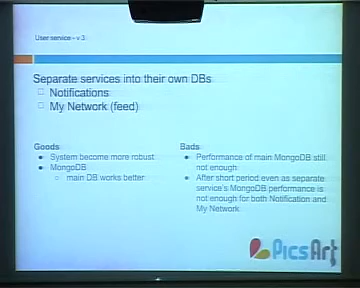 User service – v 3
Separate services into their own DBs
Notifications
My Network (feed)
Goods
System become more robust
MongoDB
main DB works better
Bads
Performance of main MongoDB still
not enough
After short period even as separate
service's MongoDB performance is
not enough for both Notification and
My Network.
PicsArt